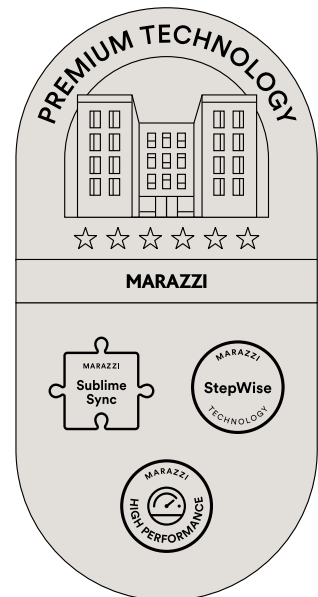 PREMIUM TECHNOLOGY
MARAZZI
MARAZZI
Sublime
Sync
MARAZZI
StepWise
TECHNOLOGY
MARAZZI
HIGH PERFORMANCE